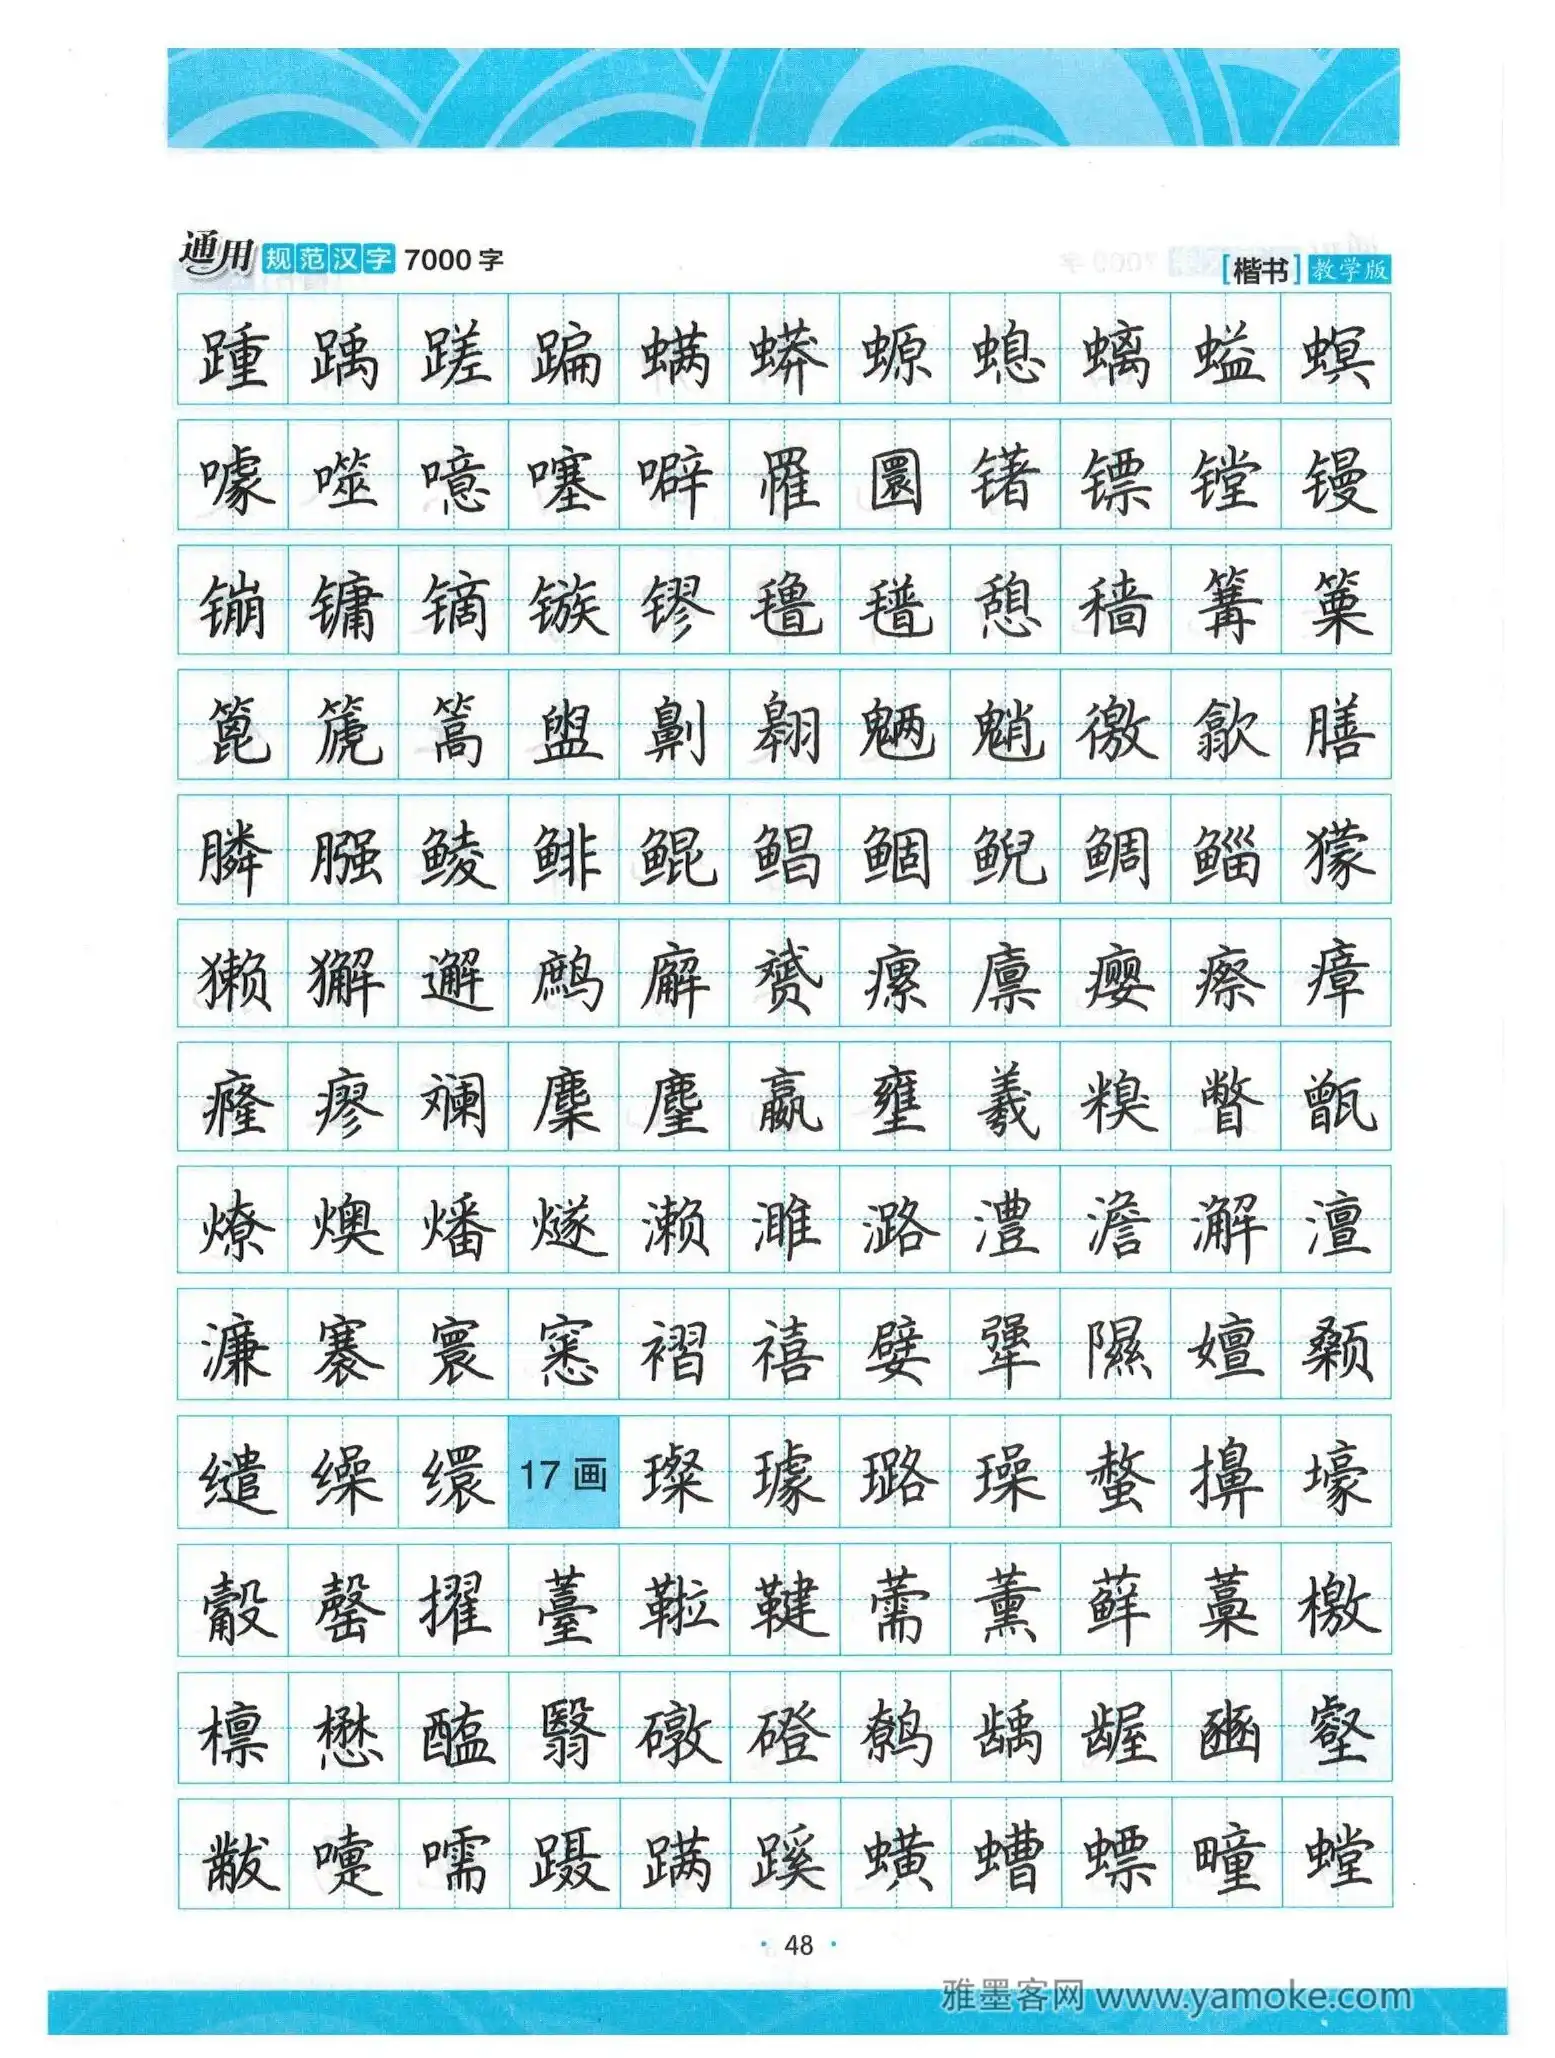 通用规范汉字 7000 字
[楷书] 教学版
踵 踽 蹉 蹁 螨 蟒 螈 螅 螭 螠 螟
噱 噬 噫 噻 噼 罹 圜 锗 镖 镗 镘
镚 镛 镝 镞 镠 氇 氆 憩 穑 篝 篥
篦 篪 篙 盥 劓 翱 魉 魈 徼 歙 膳
膦 膙 鲮 鲱 鲲 鲳 鲴 鲵 鲷 鲻 獴
獭 獬 邂 鹧 廨 赟 瘰 廪 瘿 瘵 瘴
癃 瘳 斓 麇 麈 嬴 壅 羲 糗 瞥 甑
燎 燠 燔 燧 濑 濉 潞 澧 澹 澥 澶
濂 褰 寰 窸 褶 禧 嬖 犟 隰 嬗 颡
缱 缲 缳 17 画 璨 璩 璐 璪 螯 擤 壕
觳 罄 擢 薹 鞡 鞬 薷 薰 藓 藁 檄
檩 懋 醢 翳 礅 磴 鹩 龋 龌 豳 壑
黻 嚏 嚅 蹑 蹒 蹊 蟥 螬 螵 疃 螳
· 48 ·
雅墨客网 www.yamoke.com